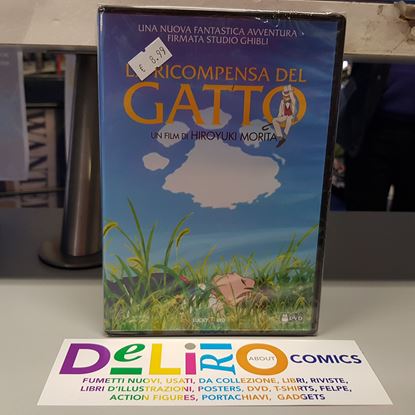 UNA NUOVA FANTASTICA AVVENTURA
FIRMATA STUDIO GHIBLI
€ 8,99
LA RICOMPENSA DEL
GATTO
UN FILM DI HIROYUKI MORITA
LUCKY RED
DVD
DeLiRiO
ABOUT
COMICS
FUMETTI NUOVI, USATI, DA COLLEZIONE, LIBRI, RIVISTE,
LIBRI D'ILLUSTRAZIONI, POSTERS, DVD, T-SHIRTS, FELPE,
ACTION FIGURES, PORTACHIAVI, GADGETS